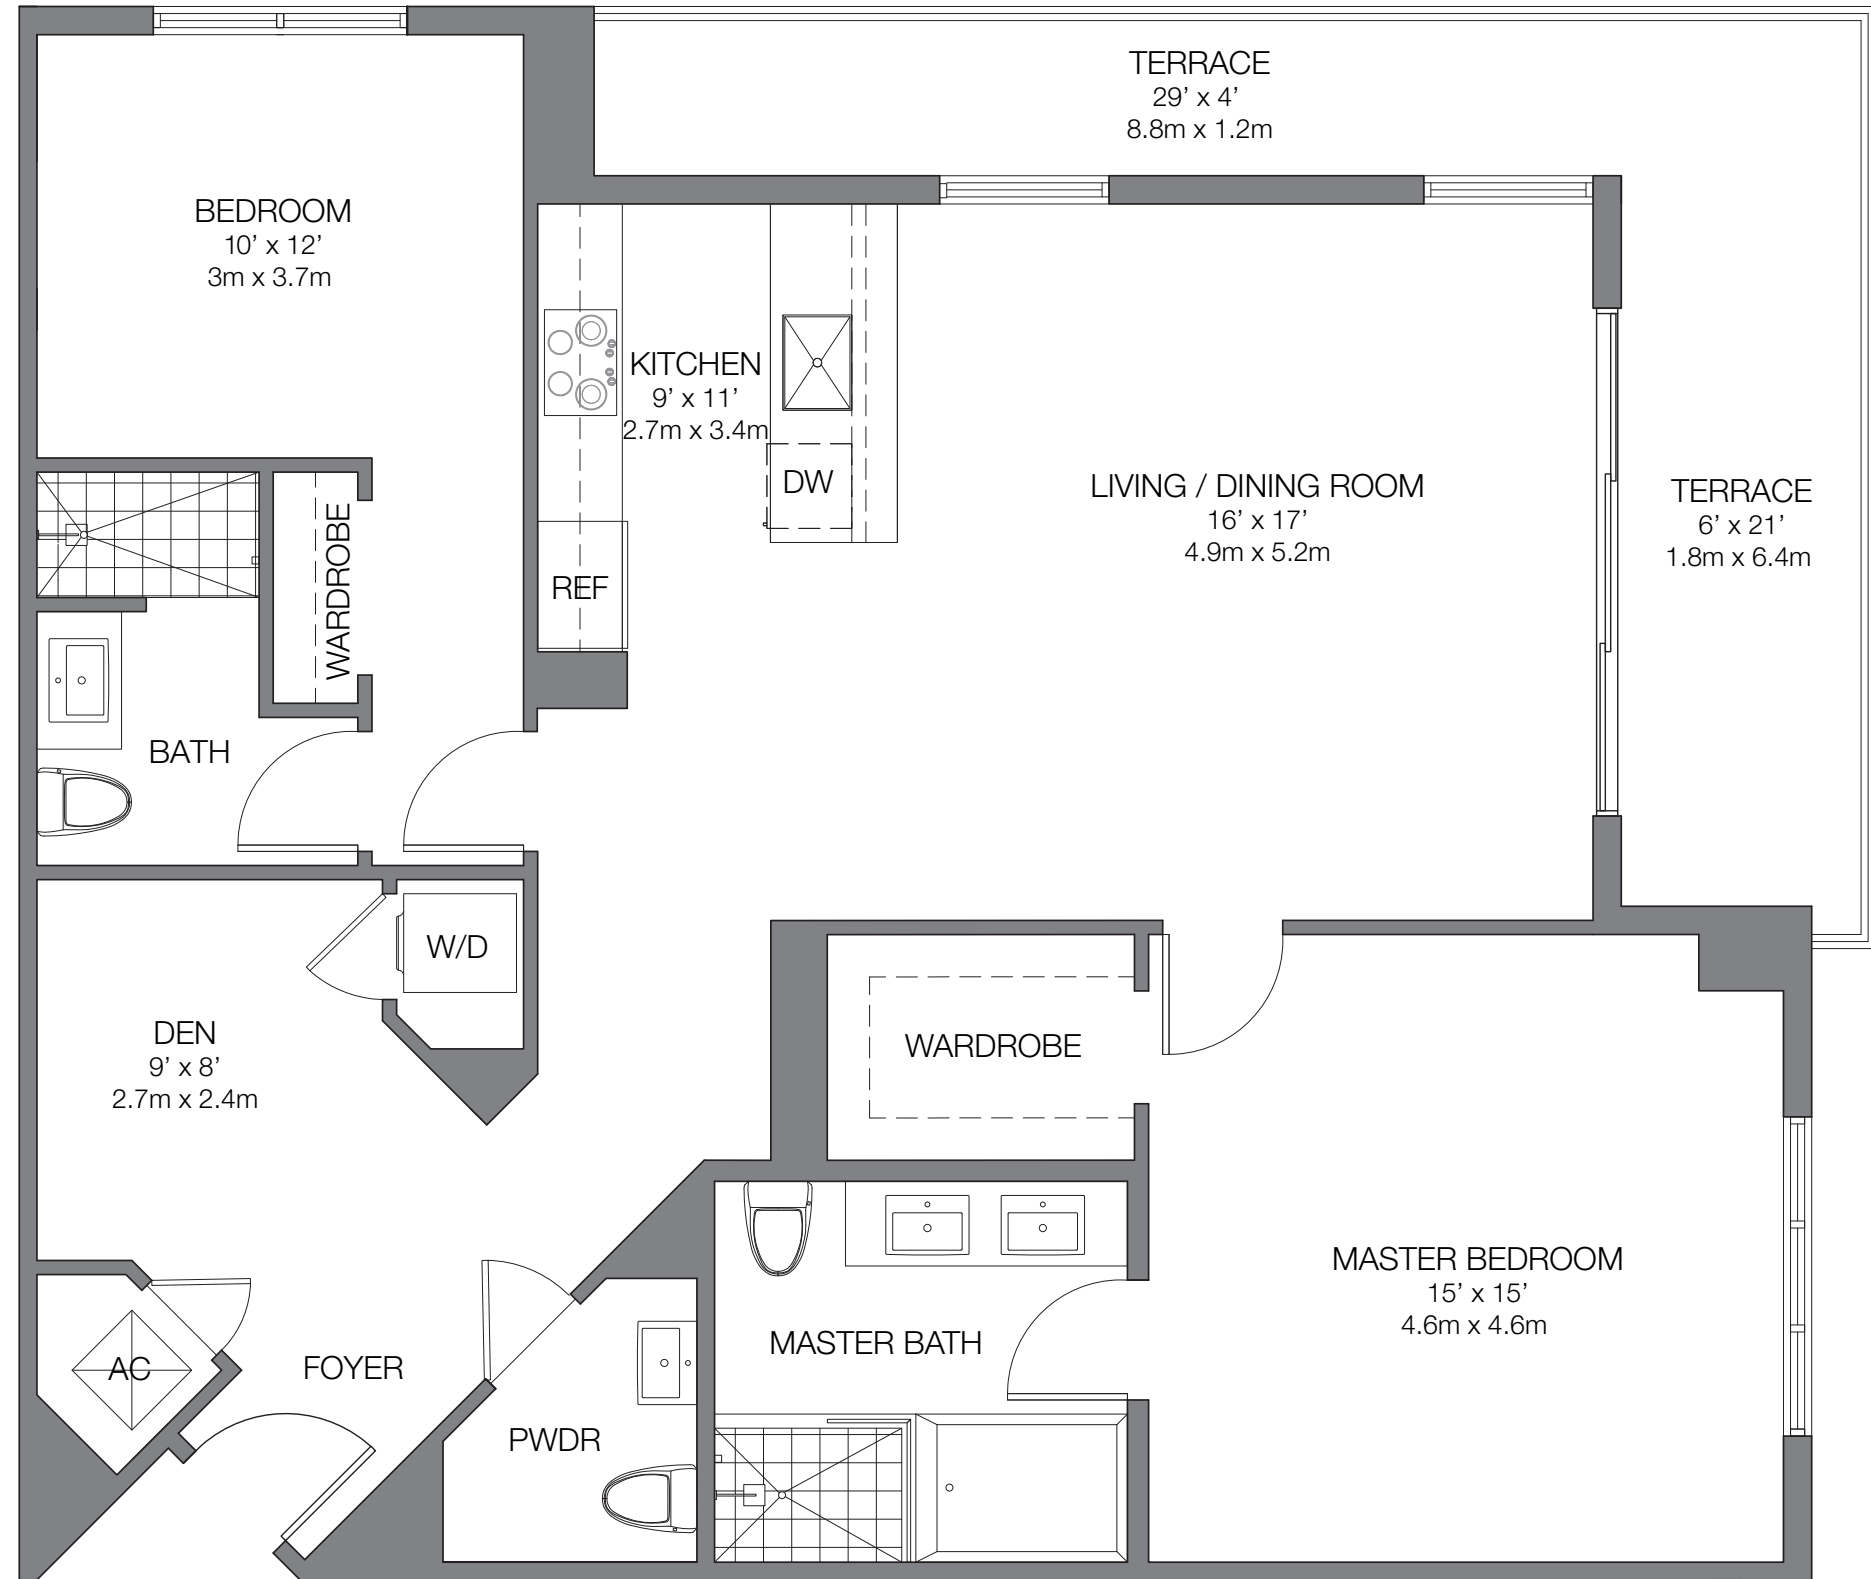 TERRACE
29’ x 4’
8.8m x 1.2m
BEDROOM
10’ x 12’
3m x 3.7m
KITCHEN
9’ x 11’
2.7m x 3.4m
DW
LIVING / DINING ROOM
16’ x 17’
4.9m x 5.2m
TERRACE
6’ x 21’
1.8m x 6.4m
WARDROBE
REF
BATH
W/D
DEN
9’ x 8’
2.7m x 2.4m
WARDROBE
MASTER BEDROOM
15’ x 15’
4.6m x 4.6m
MASTER BATH
AC
FOYER
PWDR